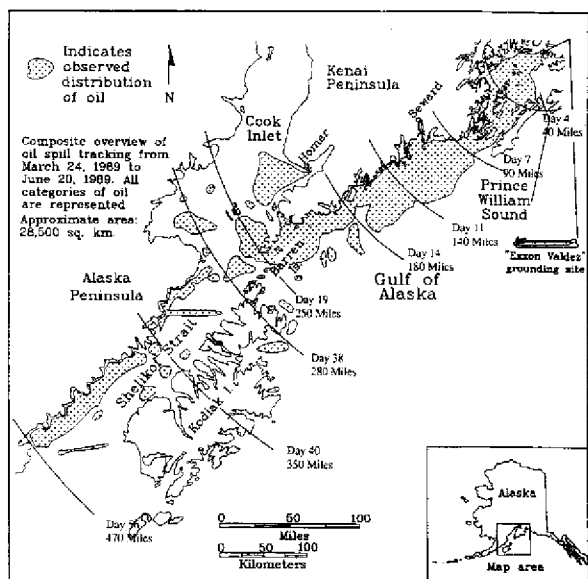 Indicates
observed
distribution
of oil
N
Composite overview of
oil spill tracking from
March 24, 1989 to
June 20, 1989. All
categories of oil
are represented
Approximate area:
28,500 sq. km.
Kenai
Peninsula
Cook
Inlet
Homer
Seward
Day 4
40 Miles
Day 7
90 Miles
Prince
William
Sound
Day 11
140 Miles
"Exxon Valdez"
grounding site
Day 14
180 Miles
Gulf of
Alaska
Barren
Is
Day 19
250 Miles
Alaska
Peninsula
Day 38
280 Miles
Shelikof Strait
Kodiak I
Day 40
350 Miles
Day 56
470 Miles
0 50 100
Miles
0 50 100
Kilometers
Alaska
Map area